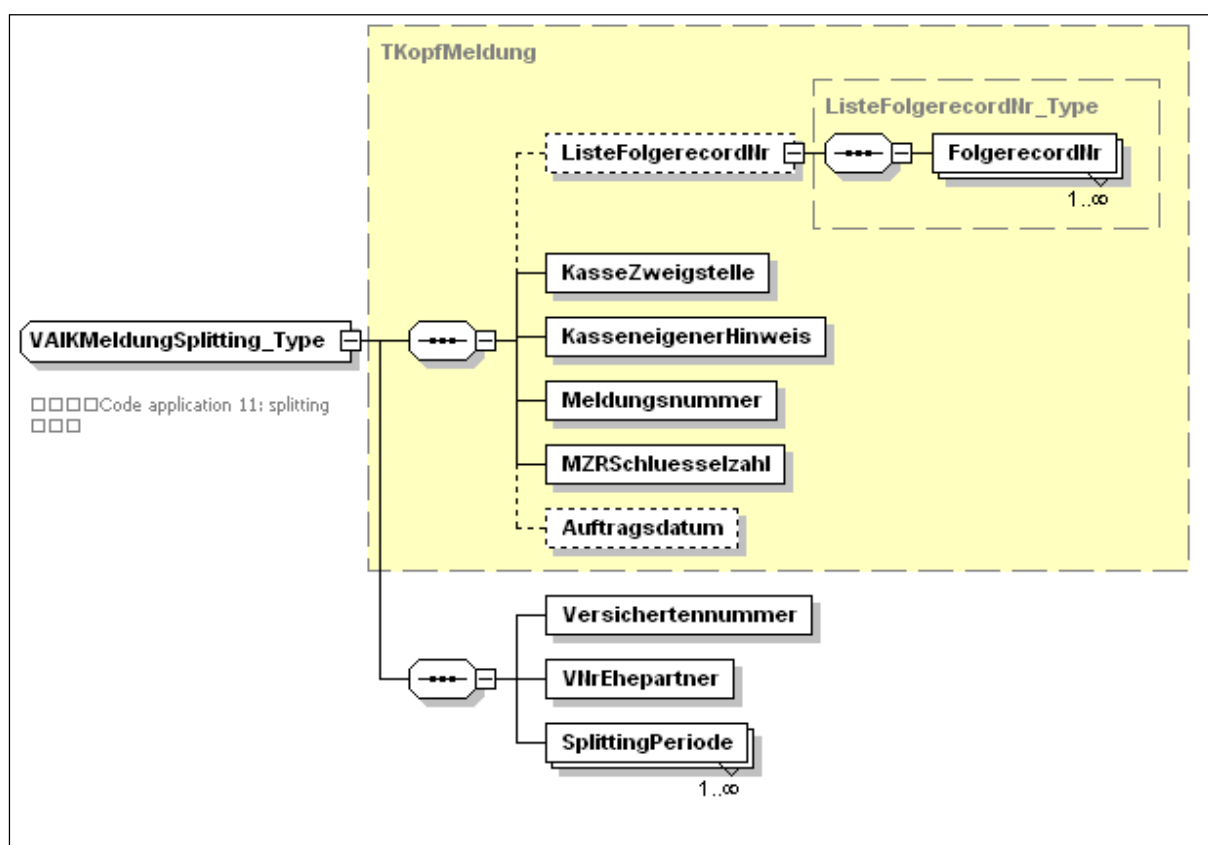 TKopfMeldung
ListeFolgerecordNr_Type
ListeFolgerecordNr
FolgerecordNr
1..∞
KasseZweigstelle
KasseneigenerHinweis
VAIKMeldungSplitting_Type
Meldungsnummer
□□□□Code application 11: splitting
□□□
MZRSchluesselzahl
Auftragsdatum
Versichertennummer
VNrEhepartner
SplittingPeriode
1..∞